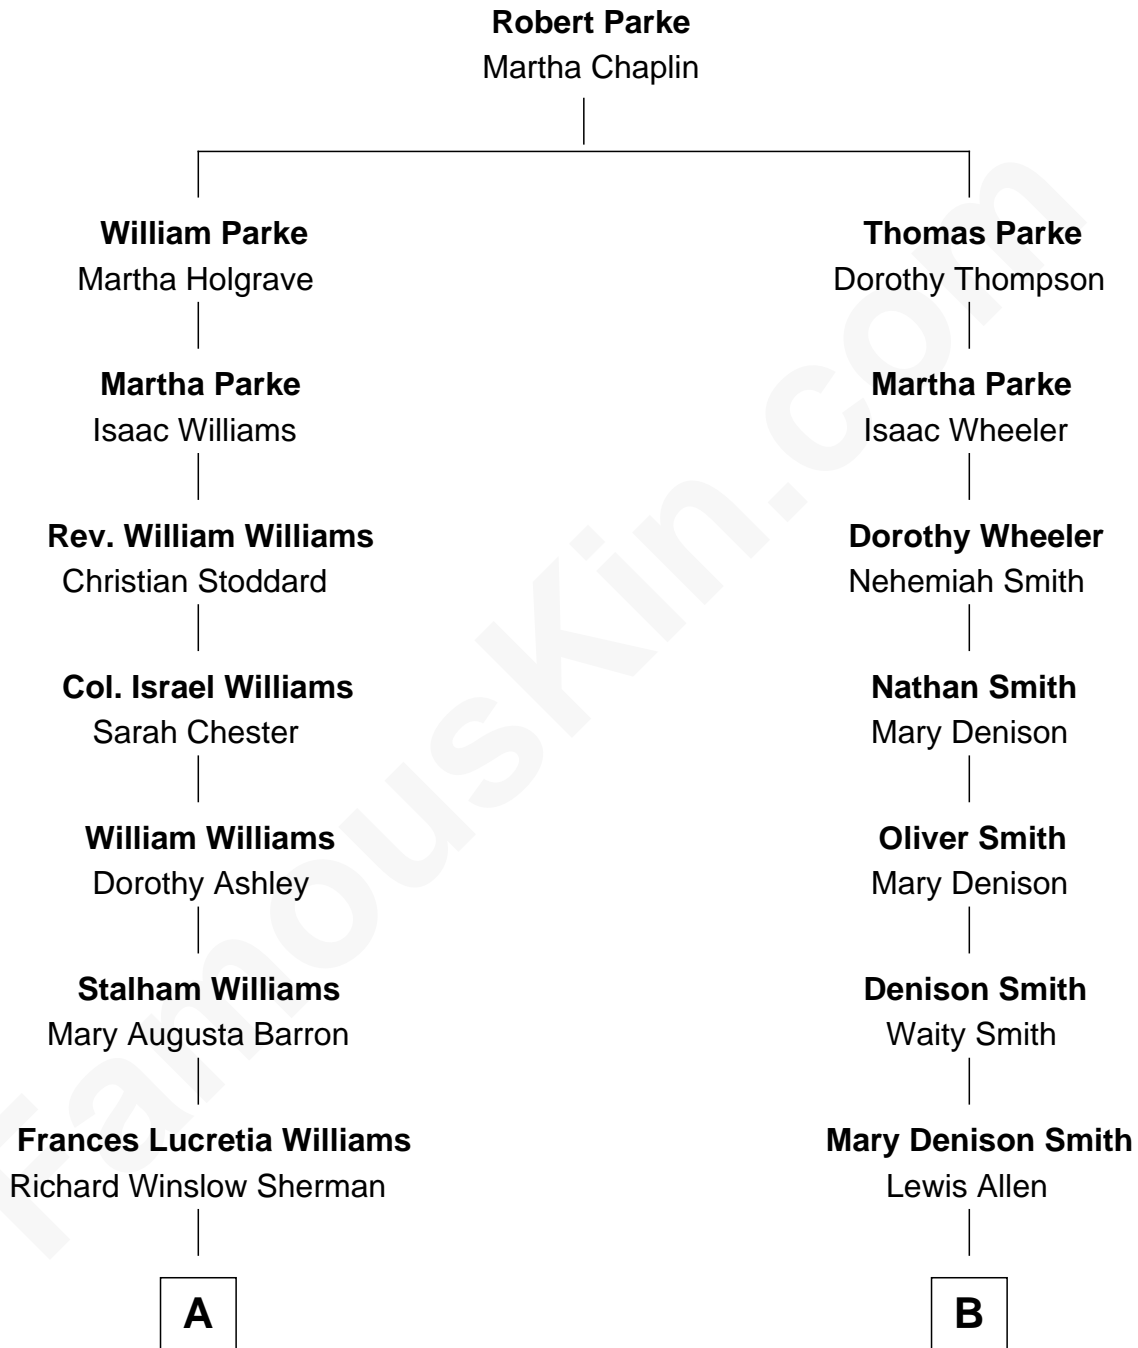 Robert Parke
Martha Chaplin
William Parke
Martha Holgrave
Thomas Parke
Dorothy Thompson
Martha Parke
Isaac Williams
Martha Parke
Isaac Wheeler
Rev. William Williams
Christian Stoddard
Dorothy Wheeler
Nehemiah Smith
Col. Israel Williams
Sarah Chester
Nathan Smith
Mary Denison
William Williams
Dorothy Ashley
Oliver Smith
Mary Denison
Stalham Williams
Mary Augusta Barron
Denison Smith
Waity Smith
Frances Lucretia Williams
Richard Winslow Sherman
Mary Denison Smith
Lewis Allen
A
B
FamousKin.com